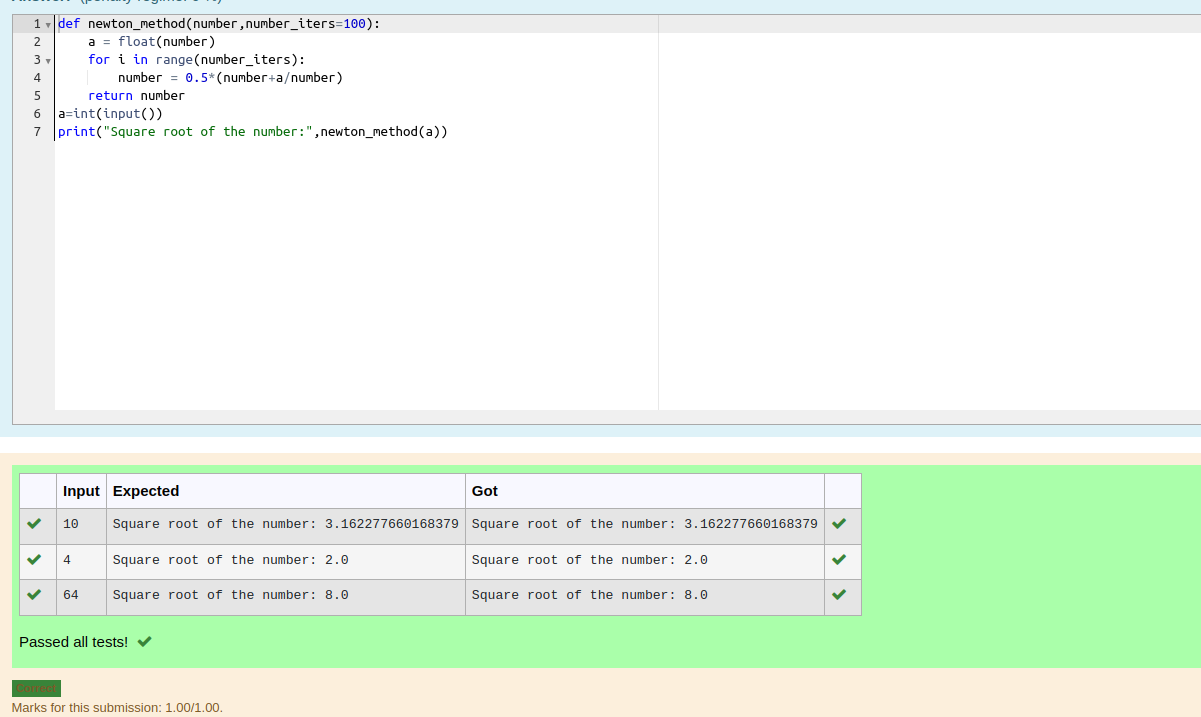 1 def newton_method(number,number_iters=100):
2     a = float(number)
3     for i in range(number_iters):
4         number = 0.5*(number+a/number)
5     return number
6 a=int(input())
7 print("Square root of the number:",newton_method(a))
Input Expected Got
10 Square root of the number: 3.162277660168379 Square root of the number: 3.162277660168379
4 Square root of the number: 2.0 Square root of the number: 2.0
64 Square root of the number: 8.0 Square root of the number: 8.0
Passed all tests!
Correct
Marks for this submission: 1.00/1.00.